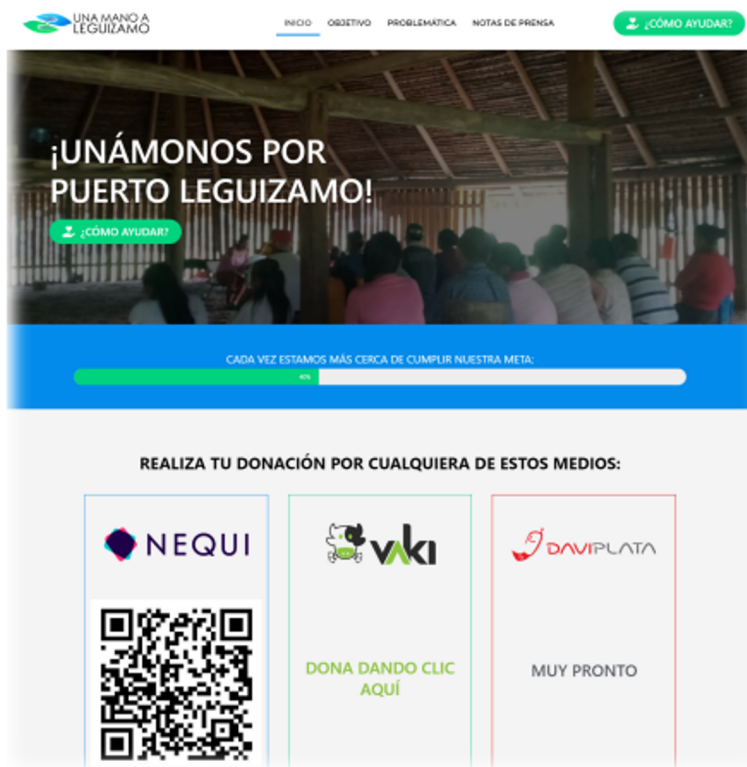 UNA MANO A
LEGUIZAMO
INICIO
OBJETIVO
PROBLEMÁTICA
NOTAS DE PRENSA
¿CÓMO AYUDAR?
¡UNÁMONOS POR
PUERTO LEGUIZAMO!
¿CÓMO AYUDAR?
CADA VEZ ESTAMOS MÁS CERCA DE CUMPLIR NUESTRA META:
40%
REALIZA TU DONACIÓN POR CUALQUIERA DE ESTOS MEDIOS:
NEQUI
vaki
DAVIPLATA
DONA DANDO CLIC
AQUÍ
MUY PRONTO